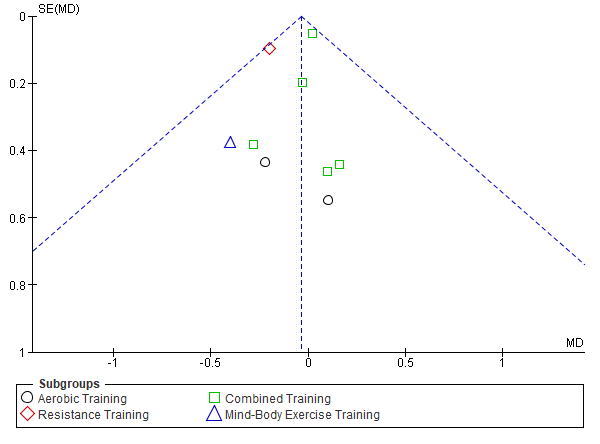 SE(MD)
0
0.2
0.4
0.6
0.8
1
-1
-0.5
0
0.5
1
MD
Subgroups
Aerobic Training
Combined Training
Resistance Training
Mind-Body Exercise Training